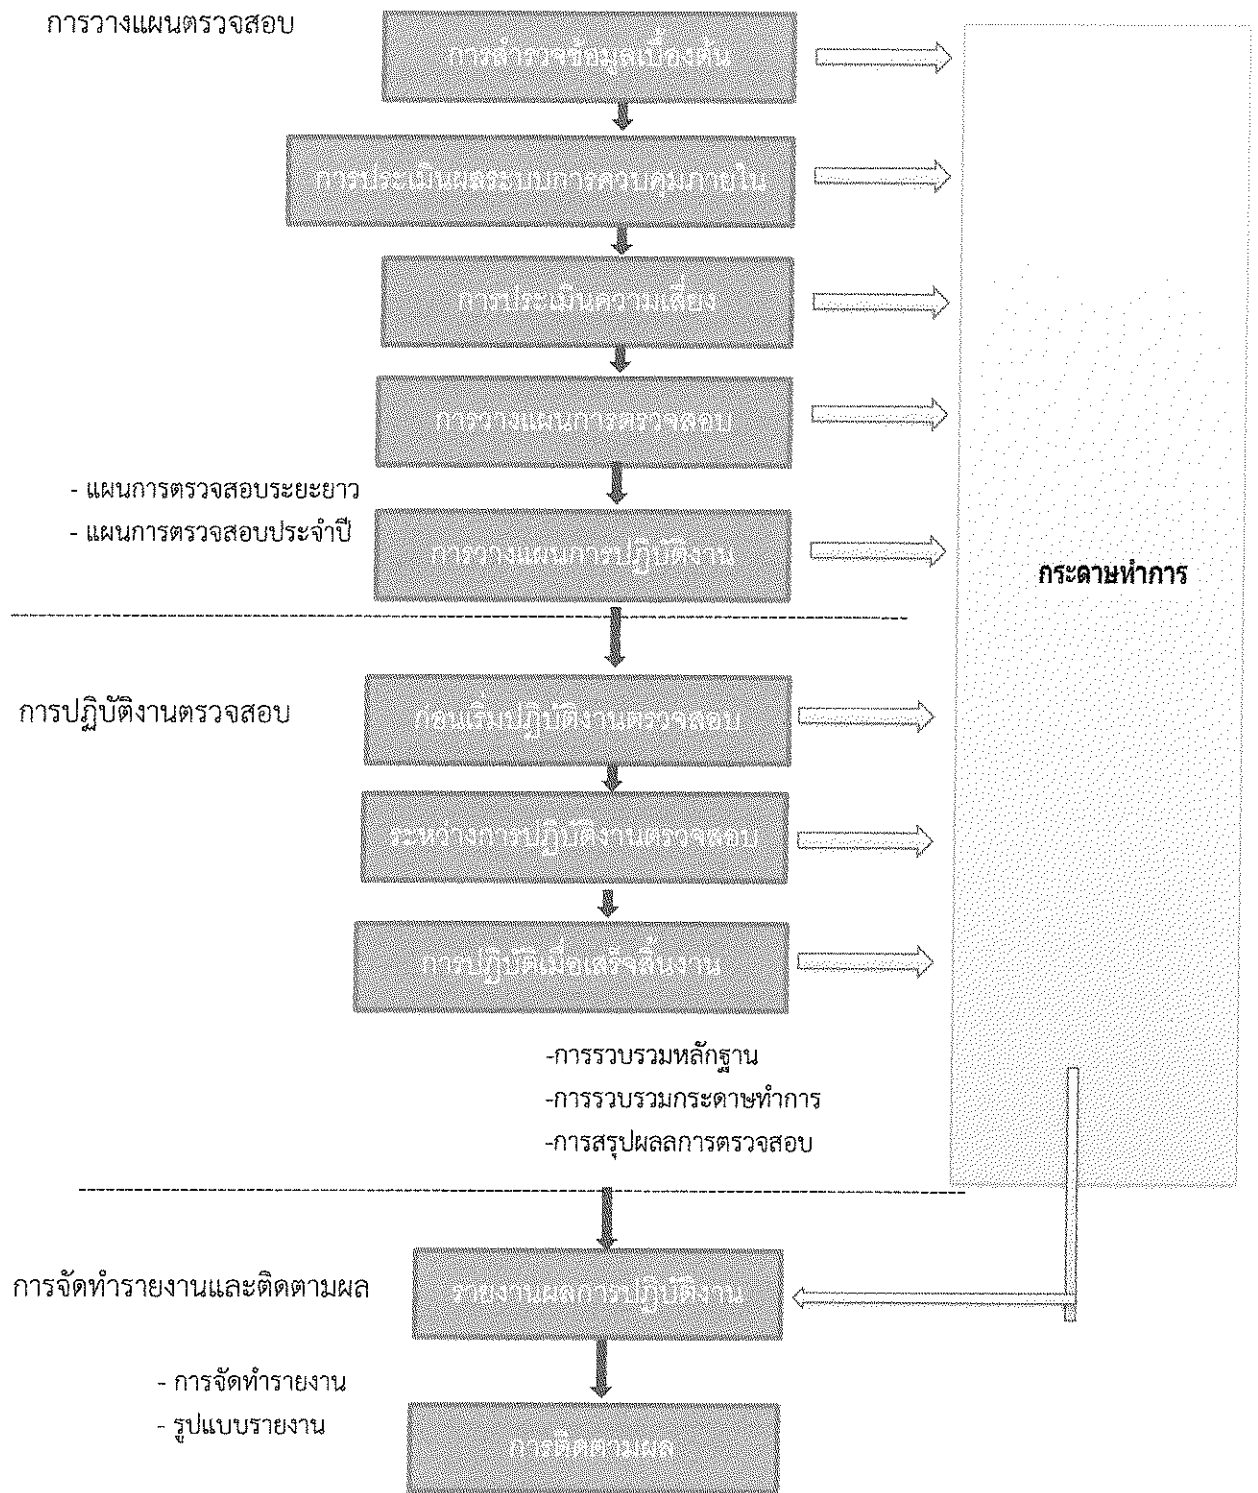 การวางแผนตรวจสอบ
การสำรวจข้อมูลเบื้องต้น
การประเมินผลระบบการควบคุมภายใน
การประเมินความเสี่ยง
การวางแผนการตรวจสอบ
- แผนการตรวจสอบระยะยาว
- แผนการตรวจสอบประจำปี
การวางแผนการปฏิบัติงาน
กระดาษทำการ
การปฏิบัติงานตรวจสอบ
ก่อนเริ่มปฏิบัติงานตรวจสอบ
ระหว่างการปฏิบัติงานตรวจสอบ
การปฏิบัติเมื่อเสร็จสิ้นงาน
-การรวบรวมหลักฐาน
-การรวบรวมกระดาษทำการ
-การสรุปผลลการตรวจสอบ
การจัดทำรายงานและติดตามผล
รายงานผลการปฏิบัติงาน
- การจัดทำรายงาน
- รูปแบบรายงาน
การติดตามผล